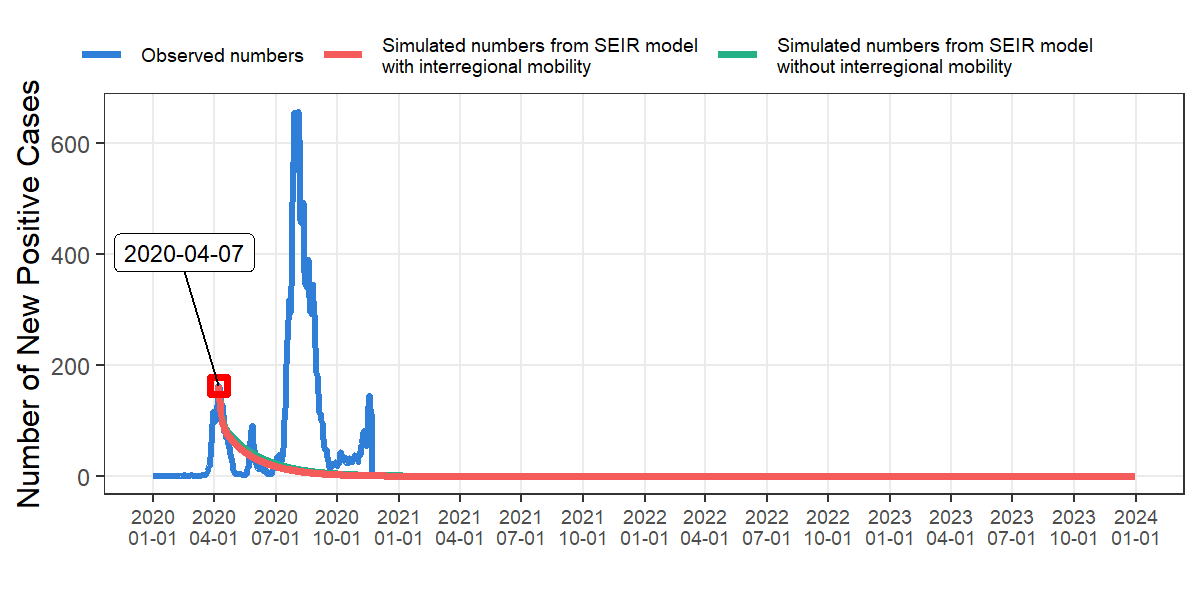 Observed numbers
Simulated numbers from SEIR model
with interregional mobility
Simulated numbers from SEIR model
without interregional mobility
Number of New Positive Cases
600
400
200
0
2020-04-07
2020 2020 2020 2020 2021 2021 2021 2021 2022 2022 2022 2022 2023 2023 2023 2023 2024
01-01 04-01 07-01 10-01 01-01 04-01 07-01 10-01 01-01 04-01 07-01 10-01 01-01 04-01 07-01 10-01 01-01